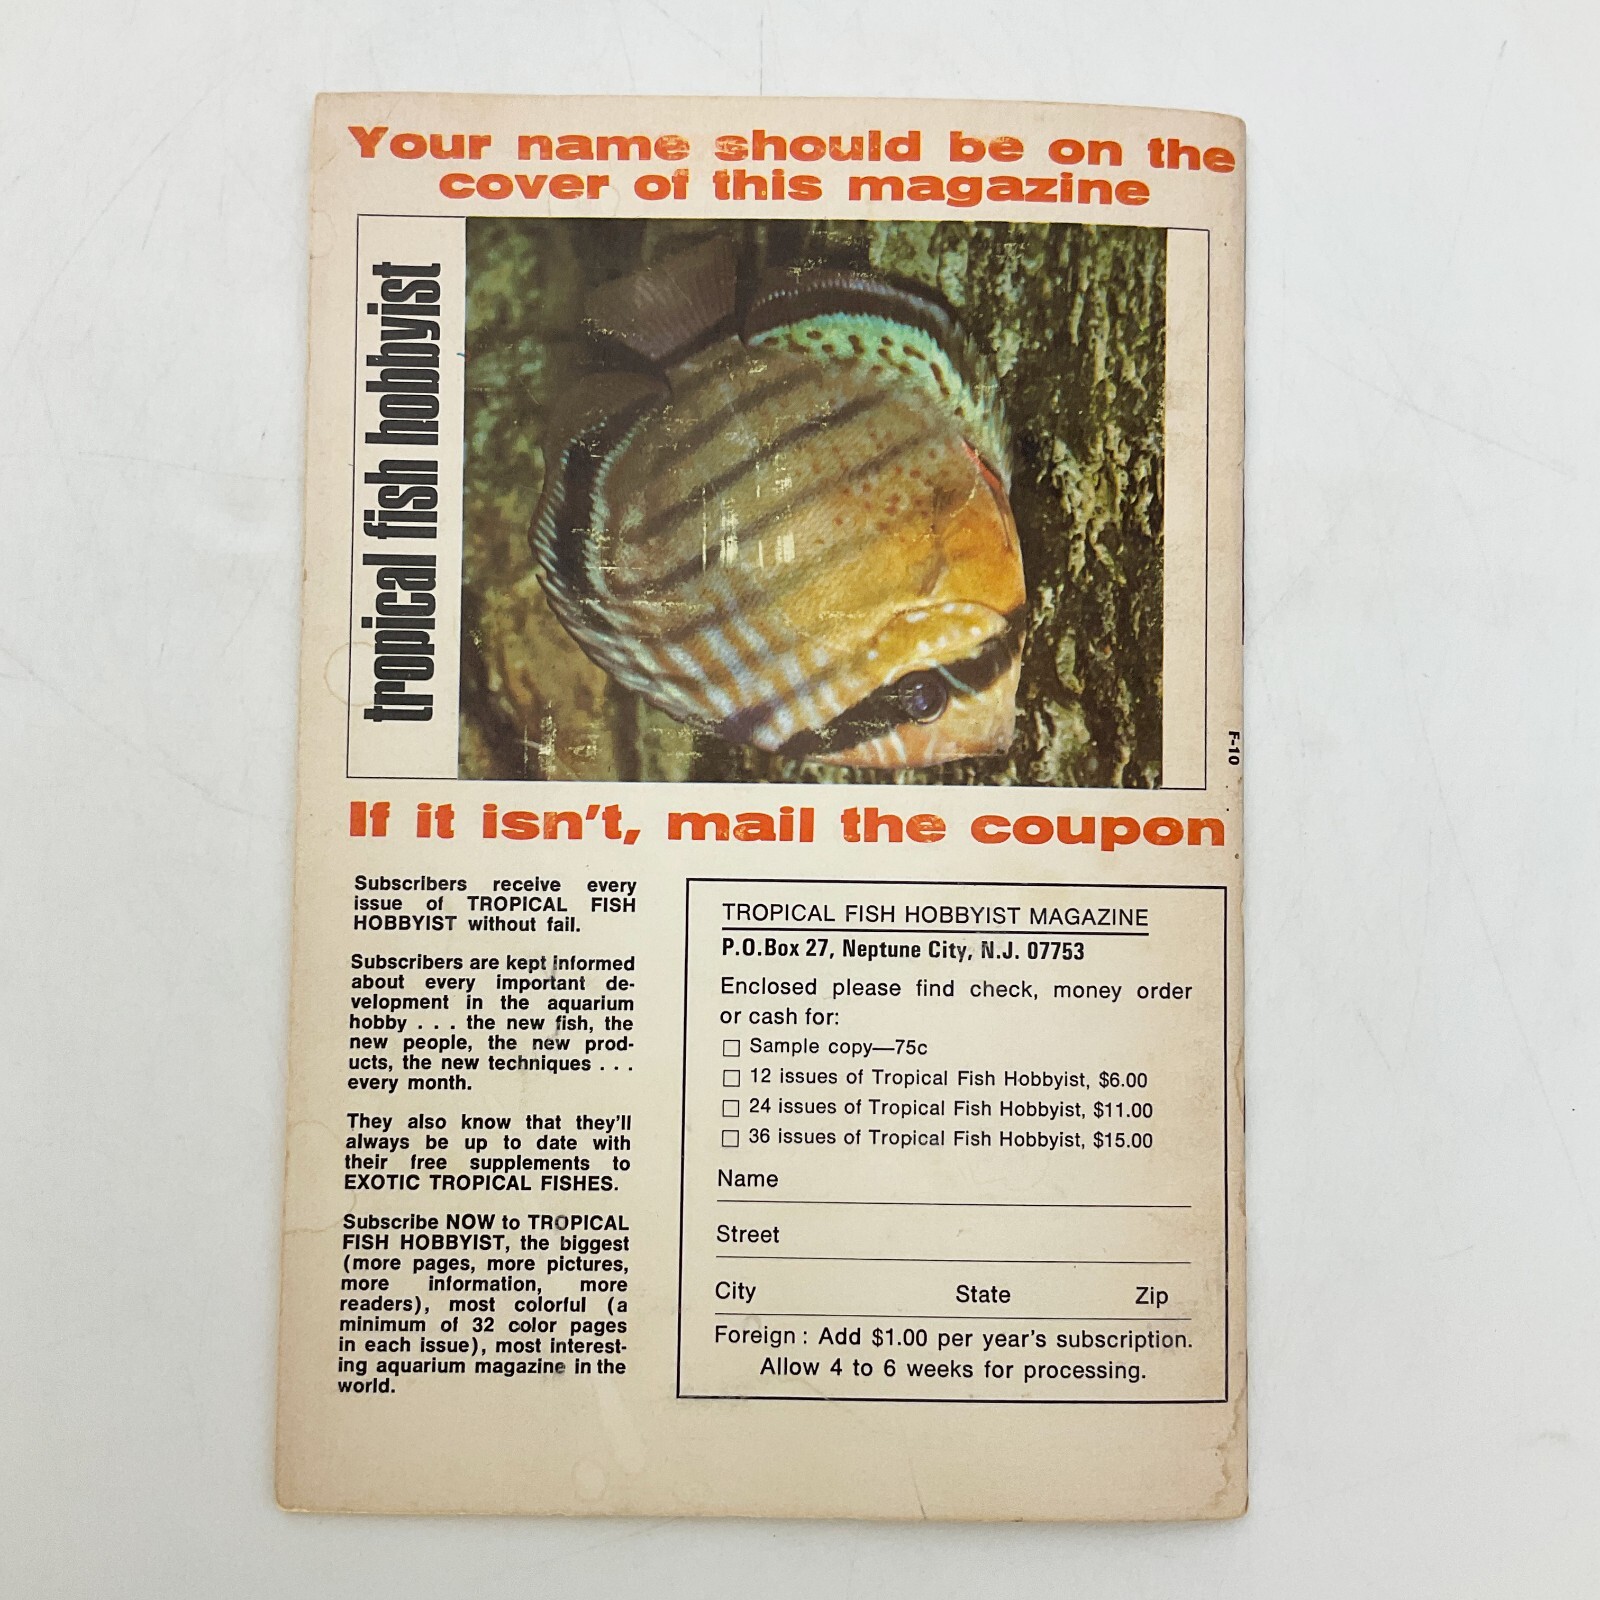 Your name should be on the
cover of this magazine
tropical fish hobbyist
F-10
If it isn't, mail the coupon
Subscribers receive every
issue of TROPICAL FISH
HOBBYIST without fail.
Subscribers are kept informed
about every important de-
velopment in the aquarium
hobby . . . the new fish, the
new people, the new prod-
ucts, the new techniques . . .
every month.
They also know that they'll
always be up to date with
their free supplements to
EXOTIC TROPICAL FISHES.
Subscribe NOW to TROPICAL
FISH HOBBYIST, the biggest
(more pages, more pictures,
more information, more
readers), most colorful (a
minimum of 32 color pages
in each issue), most interest-
ing aquarium magazine in the
world.
TROPICAL FISH HOBBYIST MAGAZINE
P.O.Box 27, Neptune City, N.J. 07753
Enclosed please find check, money order
or cash for:
☐ Sample copy—75c
☐ 12 issues of Tropical Fish Hobbyist, $6.00
☐ 24 issues of Tropical Fish Hobbyist, $11.00
☐ 36 issues of Tropical Fish Hobbyist, $15.00
Name
Street
City State Zip
Foreign : Add $1.00 per year's subscription.
Allow 4 to 6 weeks for processing.